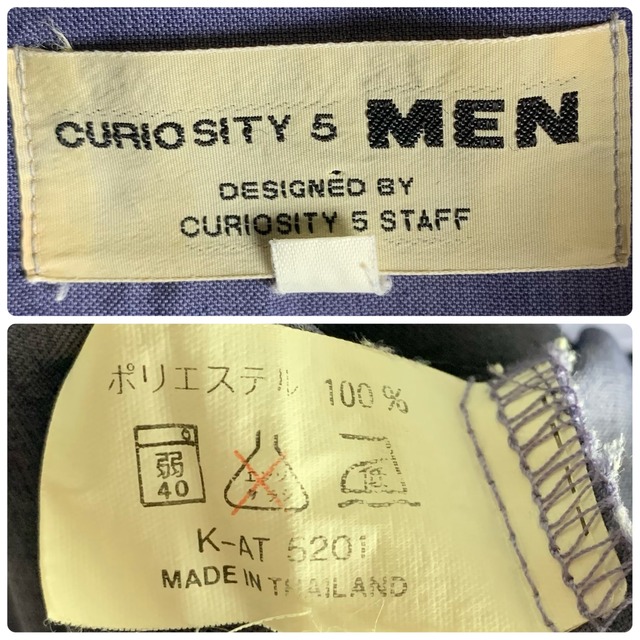 CURIOSITY 5 MEN
DESIGNED BY
CURIOSITY 5 STAFF
ポリエステル 100%
弱
40
K-AT 5201
MADE IN THAILAND